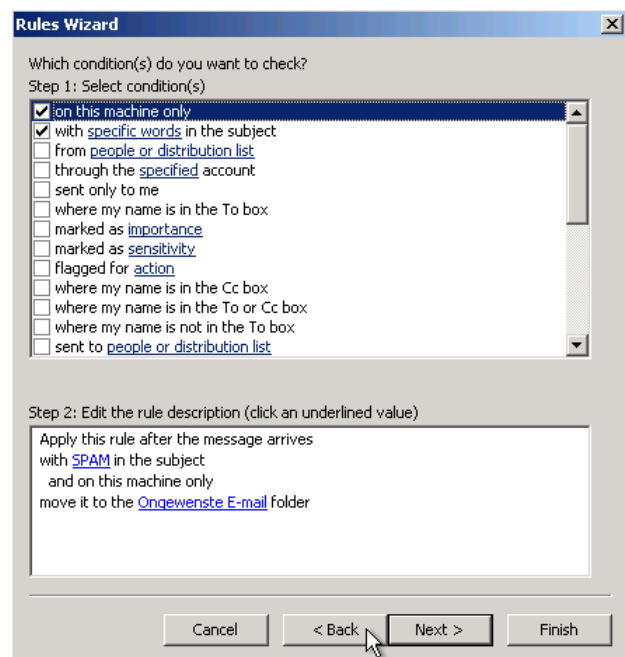 Rules Wizard
Which condition(s) do you want to check?
Step 1: Select condition(s)
on this machine only
with specific words in the subject
from people or distribution list
through the specified account
sent only to me
where my name is in the To box
marked as importance
marked as sensitivity
flagged for action
where my name is in the Cc box
where my name is in the To or Cc box
where my name is not in the To box
sent to people or distribution list
Step 2: Edit the rule description (click an underlined value)
Apply this rule after the message arrives
with SPAM in the subject
and on this machine only
move it to the Ongewenste E-mail folder
Cancel < Back Next > Finish